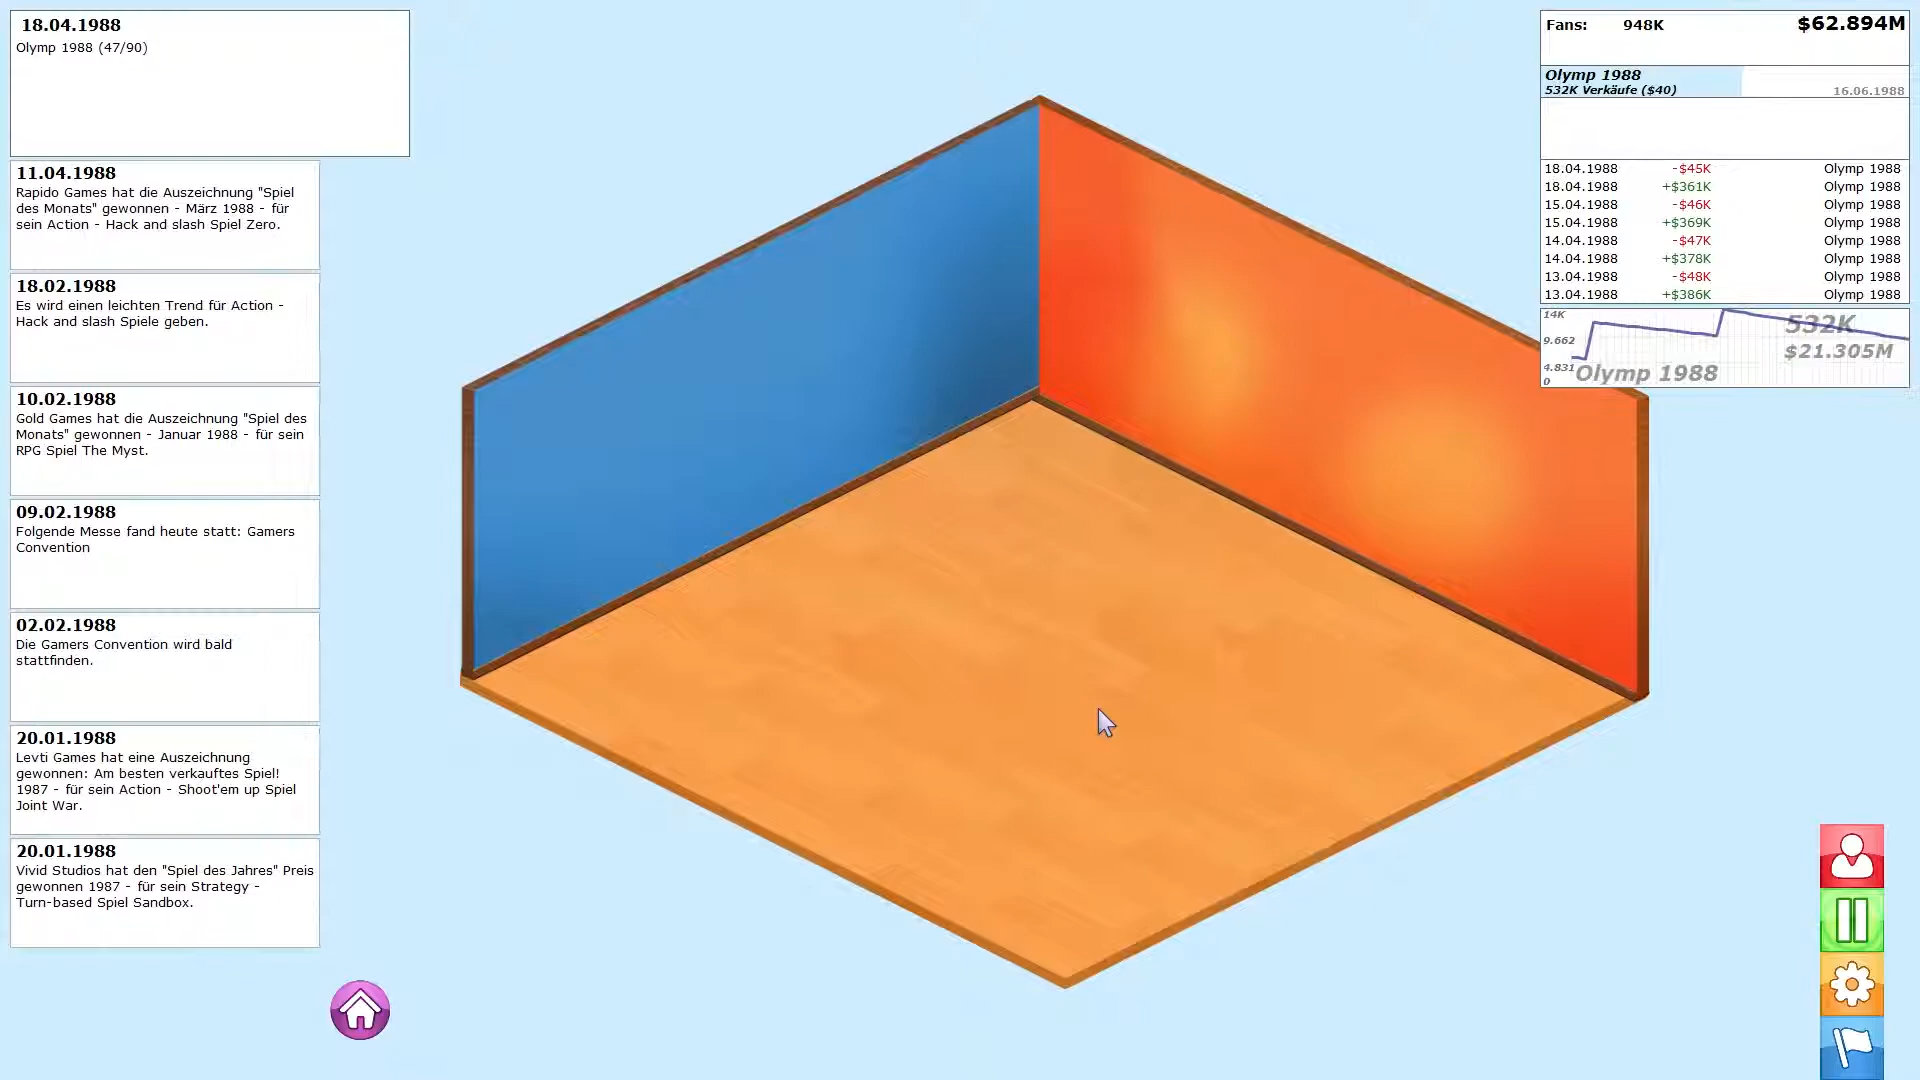 18.04.1988
Olymp 1988 (47/90)
11.04.1988
Rapido Games hat die Auszeichnung "Spiel
des Monats" gewonnen - März 1988 - für
sein Action - Hack and slash Spiel Zero.
18.02.1988
Es wird einen leichten Trend für Action -
Hack and slash Spiele geben.
10.02.1988
Gold Games hat die Auszeichnung "Spiel des
Monats" gewonnen - Januar 1988 - für sein
RPG Spiel The Myst.
09.02.1988
Folgende Messe fand heute statt: Gamers
Convention
02.02.1988
Die Gamers Convention wird bald
stattfinden.
20.01.1988
Levti Games hat eine Auszeichnung
gewonnen: Am besten verkauftes Spiel!
1987 - für sein Action - Shoot'em up Spiel
Joint War.
20.01.1988
Vivid Studios hat den "Spiel des Jahres" Preis
gewonnen 1987 - für sein Strategy -
Turn-based Spiel Sandbox.
Fans: 948K $62.894M
Olymp 1988
532K Verkäufe ($40) 16.06.1988
18.04.1988 -$45K Olymp 1988
18.04.1988 +$361K Olymp 1988
15.04.1988 -$46K Olymp 1988
15.04.1988 +$369K Olymp 1988
14.04.1988 -$47K Olymp 1988
14.04.1988 +$378K Olymp 1988
13.04.1988 -$48K Olymp 1988
13.04.1988 +$386K Olymp 1988
14K
532K
9.662
$21.305M
4.831
Olymp 1988
0